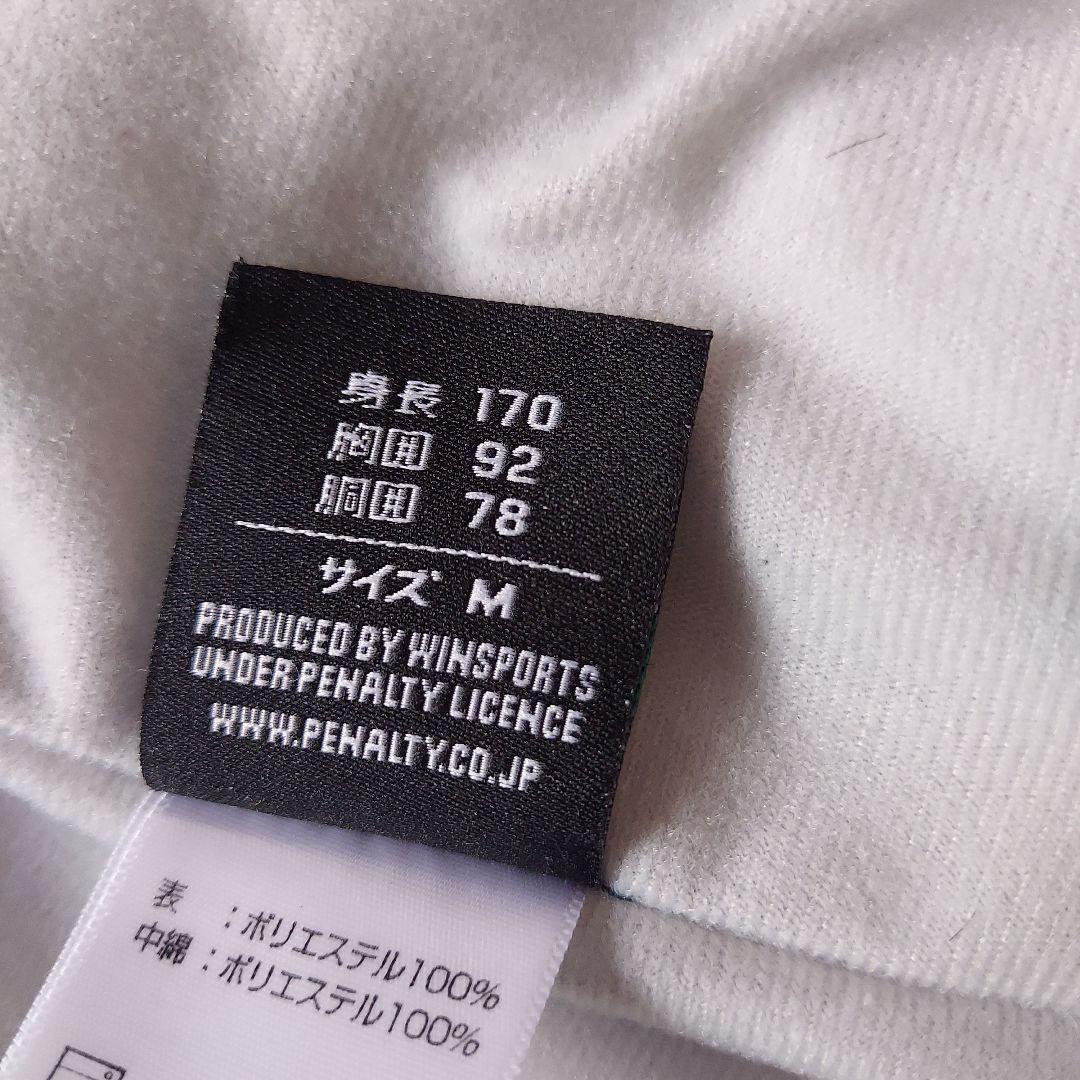 身長 170
胸囲 92
胴囲 78
サイズ M
PRODUCED BY WINSPORTS
UNDER PENALTY LICENCE
WWW.PENALTY.CO.JP
表 :ポリエステル100%
中綿:ポリエステル100%